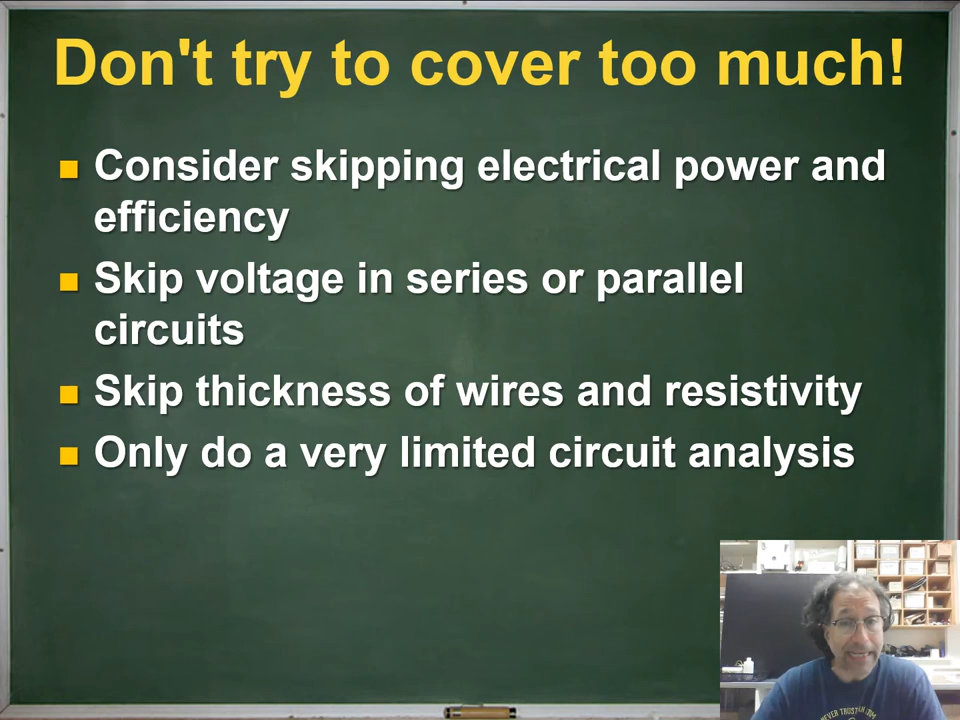 Don't try to cover too much!
Consider skipping electrical power and
efficiency
Skip voltage in series or parallel
circuits
Skip thickness of wires and resistivity
Only do a very limited circuit analysis